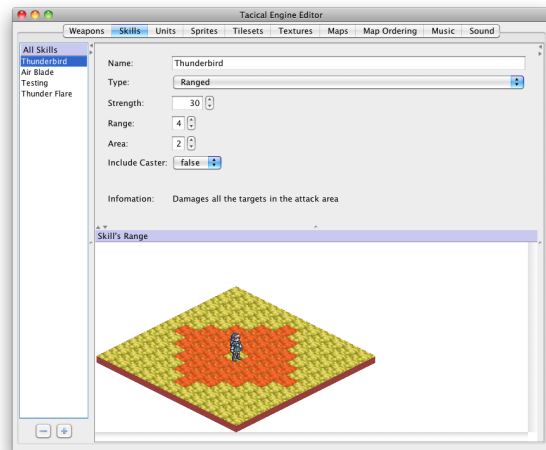 Tacical Engine Editor
Weapons Skills Units Sprites Tilesets Textures Maps Map Ordering Music Sound
All Skills
Thunderbird
Air Blade
Testing
Thunder Flare
Name: Thunderbird
Type: Ranged
Strength: 30
Range: 4
Area: 2
Include Caster: false
Infomation: Damages all the targets in the attack area
Skill's Range